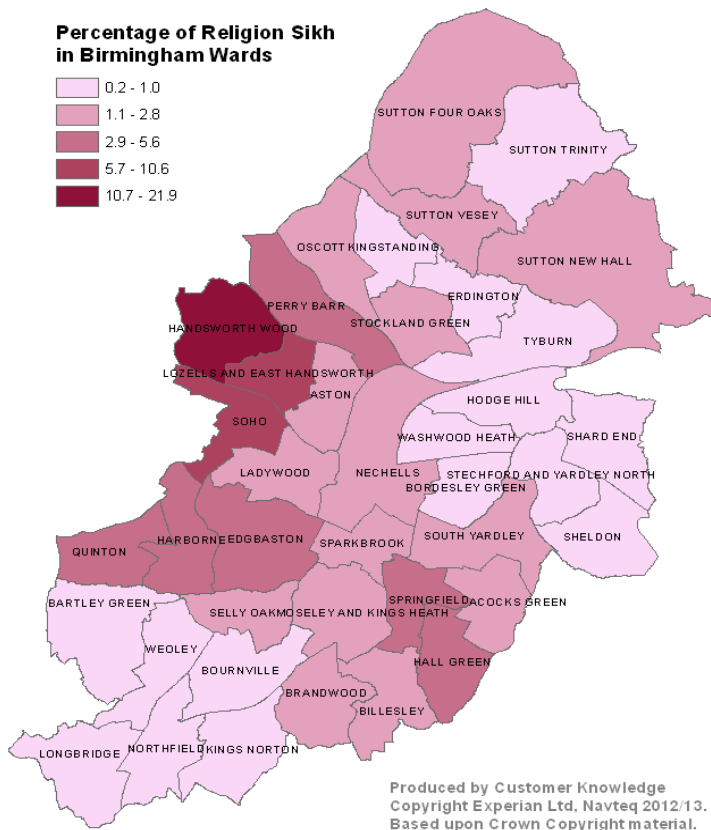 Percentage of Religion Sikh
in Birmingham Wards
0.2 - 1.0
1.1 - 2.8
2.9 - 5.6
5.7 - 10.6
10.7 - 21.9
SUTTON FOUR OAKS
SUTTON TRINITY
SUTTON VESEY
OSCOTT
KINGSTANDING
SUTTON NEW HALL
ERDINGTON
PERRY BARR
STOCKLAND GREEN
HANDSWORTH WOOD
TYBURN
LOZELLS AND EAST HANDSWORTH
ASTON
HODGE HILL
SOHO
WASHWOOD HEATH
SHARD END
LADYWOOD
NECHELLS
STECHFORD AND YARDLEY NORTH
BORDESLEY GREEN
QUINTON
HARBORNE
EDGBASTON
SPARKBROOK
SOUTH YARDLEY
SHELDON
BARTLEY GREEN
SELLY OAK
MOSELEY AND KINGS HEATH
SPRINGFIELD
ACOCKS GREEN
WEOLEY
BOURNVILLE
HALL GREEN
BRANDWOOD
BILLESLEY
LONGBRIDGE
NORTHFIELD
KINGS NORTON
Produced by Customer Knowledge
Copyright Experian Ltd, Navteq 2012/13.
Based upon Crown Copyright material.